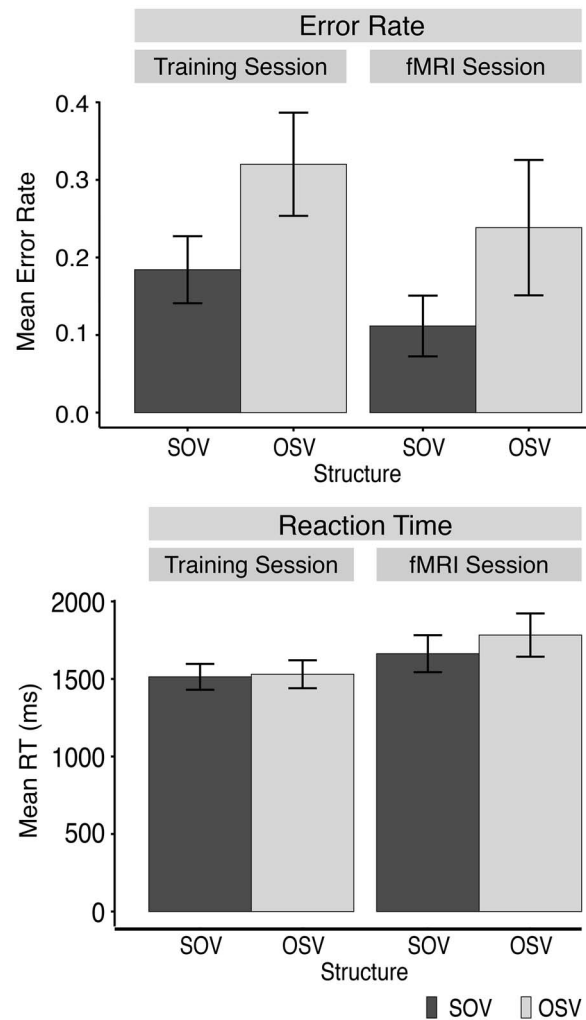 Error Rate
Training Session fMRI Session
0.4
0.3
0.2
0.1
0.0
Mean Error Rate
SOV OSV SOV OSV
Structure
Reaction Time
Training Session fMRI Session
2000
1500
1000
500
0
Mean RT (ms)
SOV OSV SOV OSV
Structure
SOV OSV